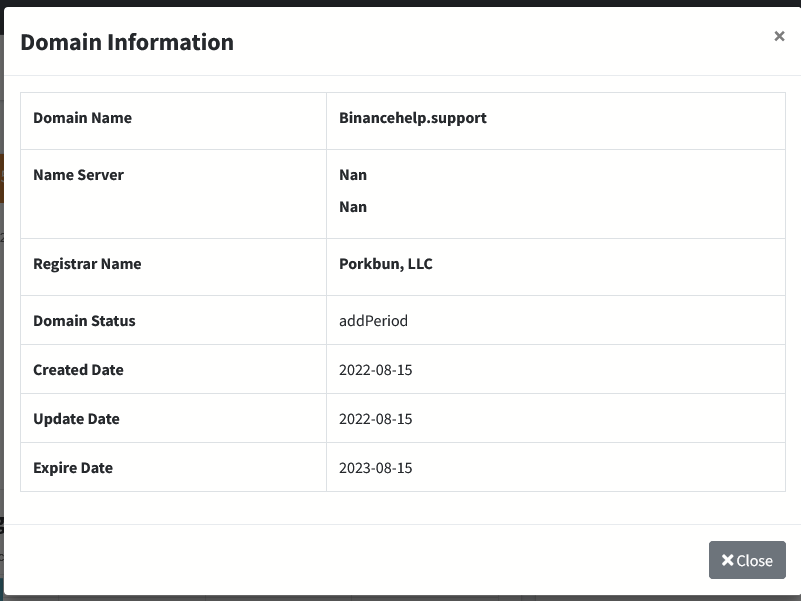 Domain Information ×
Domain Name Binancehelp.support
Name Server Nan
Nan
Registrar Name Porkbun, LLC
Domain Status addPeriod
Created Date 2022-08-15
Update Date 2022-08-15
Expire Date 2023-08-15
Close